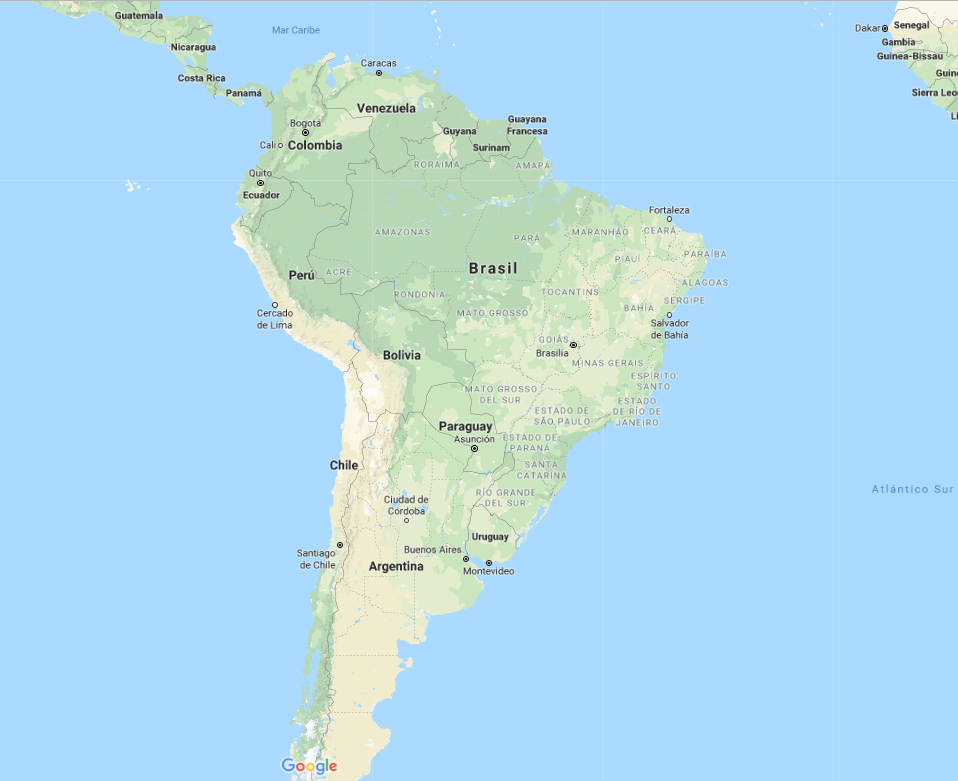 Guatemala
Mar Caribe
Nicaragua
Costa Rica
Panamá
Caracas
Venezuela
Dakar
Senegal
Gambia
Guinea-Bissau
Guine
Sierra Leo
Li
Bogotá
Cali
Colombia
Guyana
Guayana
Francesa
Surinam
Quito
Ecuador
RORAIMA
AMAPÁ
Fortaleza
AMAZONAS
PARÁ
MARANHÃO
CEARÁ
PIAUÍ
PARAÍBA
Perú
ACRE
Brasil
RONDONIA
TOCANTINS
ALAGOAS
SERGIPE
BAHÍA
Cercado
de Lima
MATO GROSSO
Salvador
de Bahía
GOIÁS
Brasilia
Bolivia
MINAS GERAIS
ESPÍRITO
SANTO
MATO GROSSO
DEL SUR
ESTADO DE
SÃO PAULO
ESTADO
DE RÍO DE
JANEIRO
Paraguay
Asunción
ESTADO DE
PARANÁ
SANTA
CATARINA
Chile
RÍO GRANDE
DEL SUR
Atlántico Sur
Ciudad de
Córdoba
Uruguay
Santiago
de Chile
Buenos Aires
Argentina
Montevideo
Google